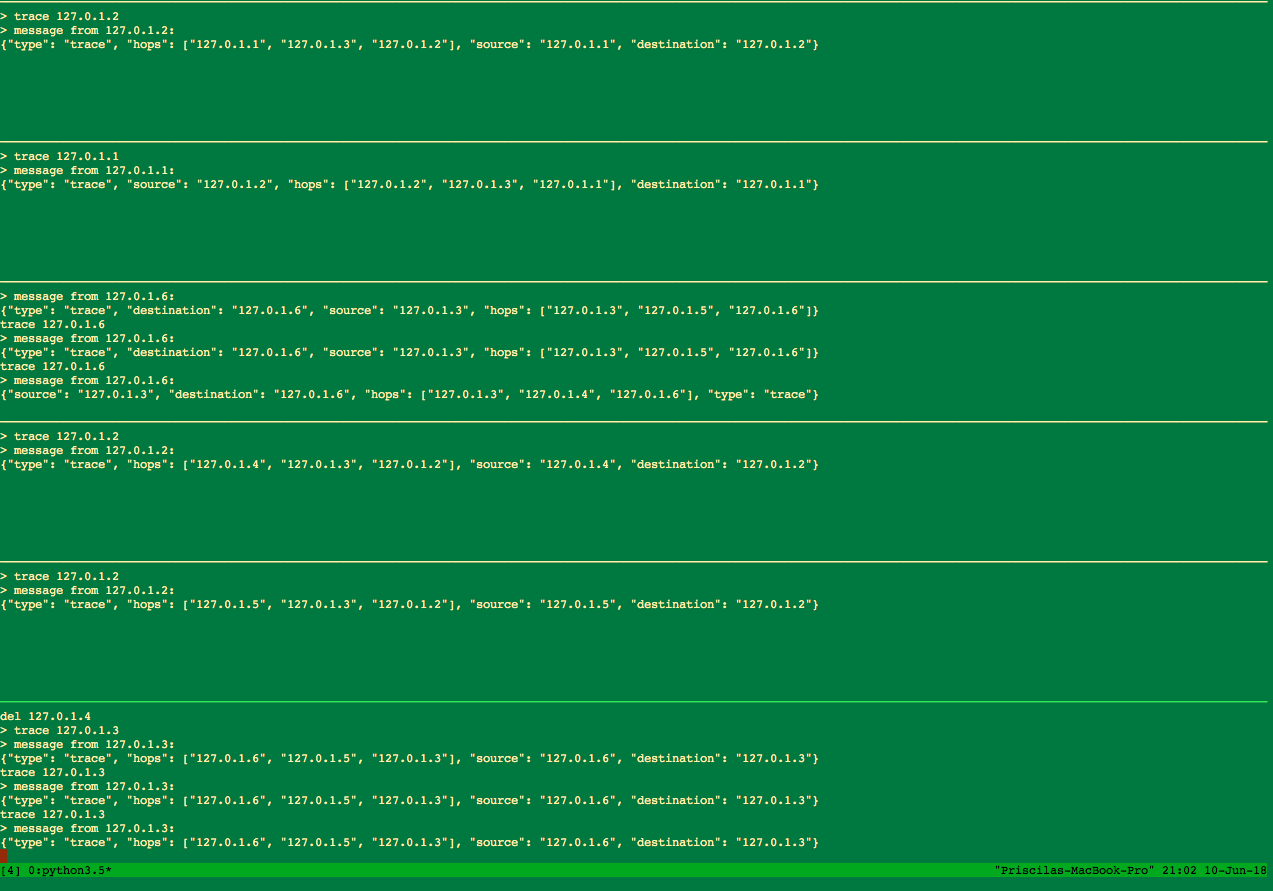 > trace 127.0.1.2
> message from 127.0.1.2:
{"type": "trace", "hops": ["127.0.1.1", "127.0.1.3", "127.0.1.2"], "source": "127.0.1.1", "destination": "127.0.1.2"}
> trace 127.0.1.1
> message from 127.0.1.1:
{"type": "trace", "source": "127.0.1.2", "hops": ["127.0.1.2", "127.0.1.3", "127.0.1.1"], "destination": "127.0.1.1"}
> message from 127.0.1.6:
{"type": "trace", "destination": "127.0.1.6", "source": "127.0.1.3", "hops": ["127.0.1.3", "127.0.1.5", "127.0.1.6"]}
trace 127.0.1.6
> message from 127.0.1.6:
{"type": "trace", "destination": "127.0.1.6", "source": "127.0.1.3", "hops": ["127.0.1.3", "127.0.1.5", "127.0.1.6"]}
trace 127.0.1.6
> message from 127.0.1.6:
{"source": "127.0.1.3", "destination": "127.0.1.6", "hops": ["127.0.1.3", "127.0.1.4", "127.0.1.6"], "type": "trace"}
> trace 127.0.1.2
> message from 127.0.1.2:
{"type": "trace", "hops": ["127.0.1.4", "127.0.1.3", "127.0.1.2"], "source": "127.0.1.4", "destination": "127.0.1.2"}
> trace 127.0.1.2
> message from 127.0.1.2:
{"type": "trace", "hops": ["127.0.1.5", "127.0.1.3", "127.0.1.2"], "source": "127.0.1.5", "destination": "127.0.1.2"}
del 127.0.1.4
> trace 127.0.1.3
> message from 127.0.1.3:
{"type": "trace", "hops": ["127.0.1.6", "127.0.1.5", "127.0.1.3"], "source": "127.0.1.6", "destination": "127.0.1.3"}
trace 127.0.1.3
> message from 127.0.1.3:
{"type": "trace", "hops": ["127.0.1.6", "127.0.1.5", "127.0.1.3"], "source": "127.0.1.6", "destination": "127.0.1.3"}
trace 127.0.1.3
> message from 127.0.1.3:
{"type": "trace", "hops": ["127.0.1.6", "127.0.1.5", "127.0.1.3"], "source": "127.0.1.6", "destination": "127.0.1.3"}
[4] 0:python3.5* "Priscilas-MacBook-Pro" 21:02 10-Jun-18